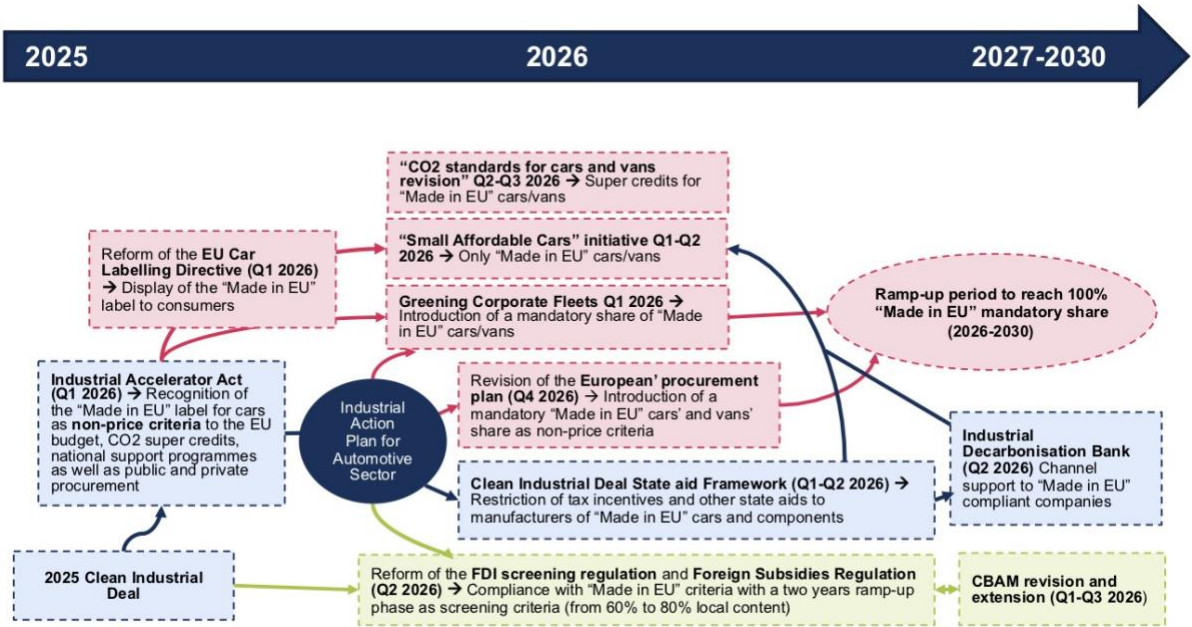 2025
2026
2027-2030
“CO2 standards for cars and vans
revision” Q2-Q3 2026 → Super credits for
“Made in EU” cars/vans
Reform of the EU Car
Labelling Directive (Q1 2026)
→ Display of the “Made in EU”
label to consumers
“Small Affordable Cars” initiative Q1-Q2
2026 → Only “Made in EU” cars/vans
Greening Corporate Fleets Q1 2026 →
Introduction of a mandatory share of “Made
in EU” cars/vans
Ramp-up period to reach 100%
“Made in EU” mandatory share
(2026-2030)
Industrial Accelerator Act
(Q1 2026) → Recognition of
the “Made in EU” label for cars
as non-price criteria to the EU
budget, CO2 super credits,
national support programmes
as well as public and private
procurement
Industrial
Action
Plan for
Automotive
Sector
Revision of the European’ procurement
plan (Q4 2026) → Introduction of a
mandatory “Made in EU” cars’ and vans’
share as non-price criteria
Clean Industrial Deal State aid Framework (Q1-Q2 2026) →
Restriction of tax incentives and other state aids to
manufacturers of “Made in EU” cars and components
Industrial
Decarbonisation Bank
(Q2 2026) Channel
support to “Made in EU”
compliant companies
2025 Clean Industrial
Deal
Reform of the FDI screening regulation and Foreign Subsidies Regulation
(Q2 2026) → Compliance with “Made in EU” criteria with a two years ramp-up
phase as screening criteria (from 60% to 80% local content)
CBAM revision and
extension (Q1-Q3 2026)